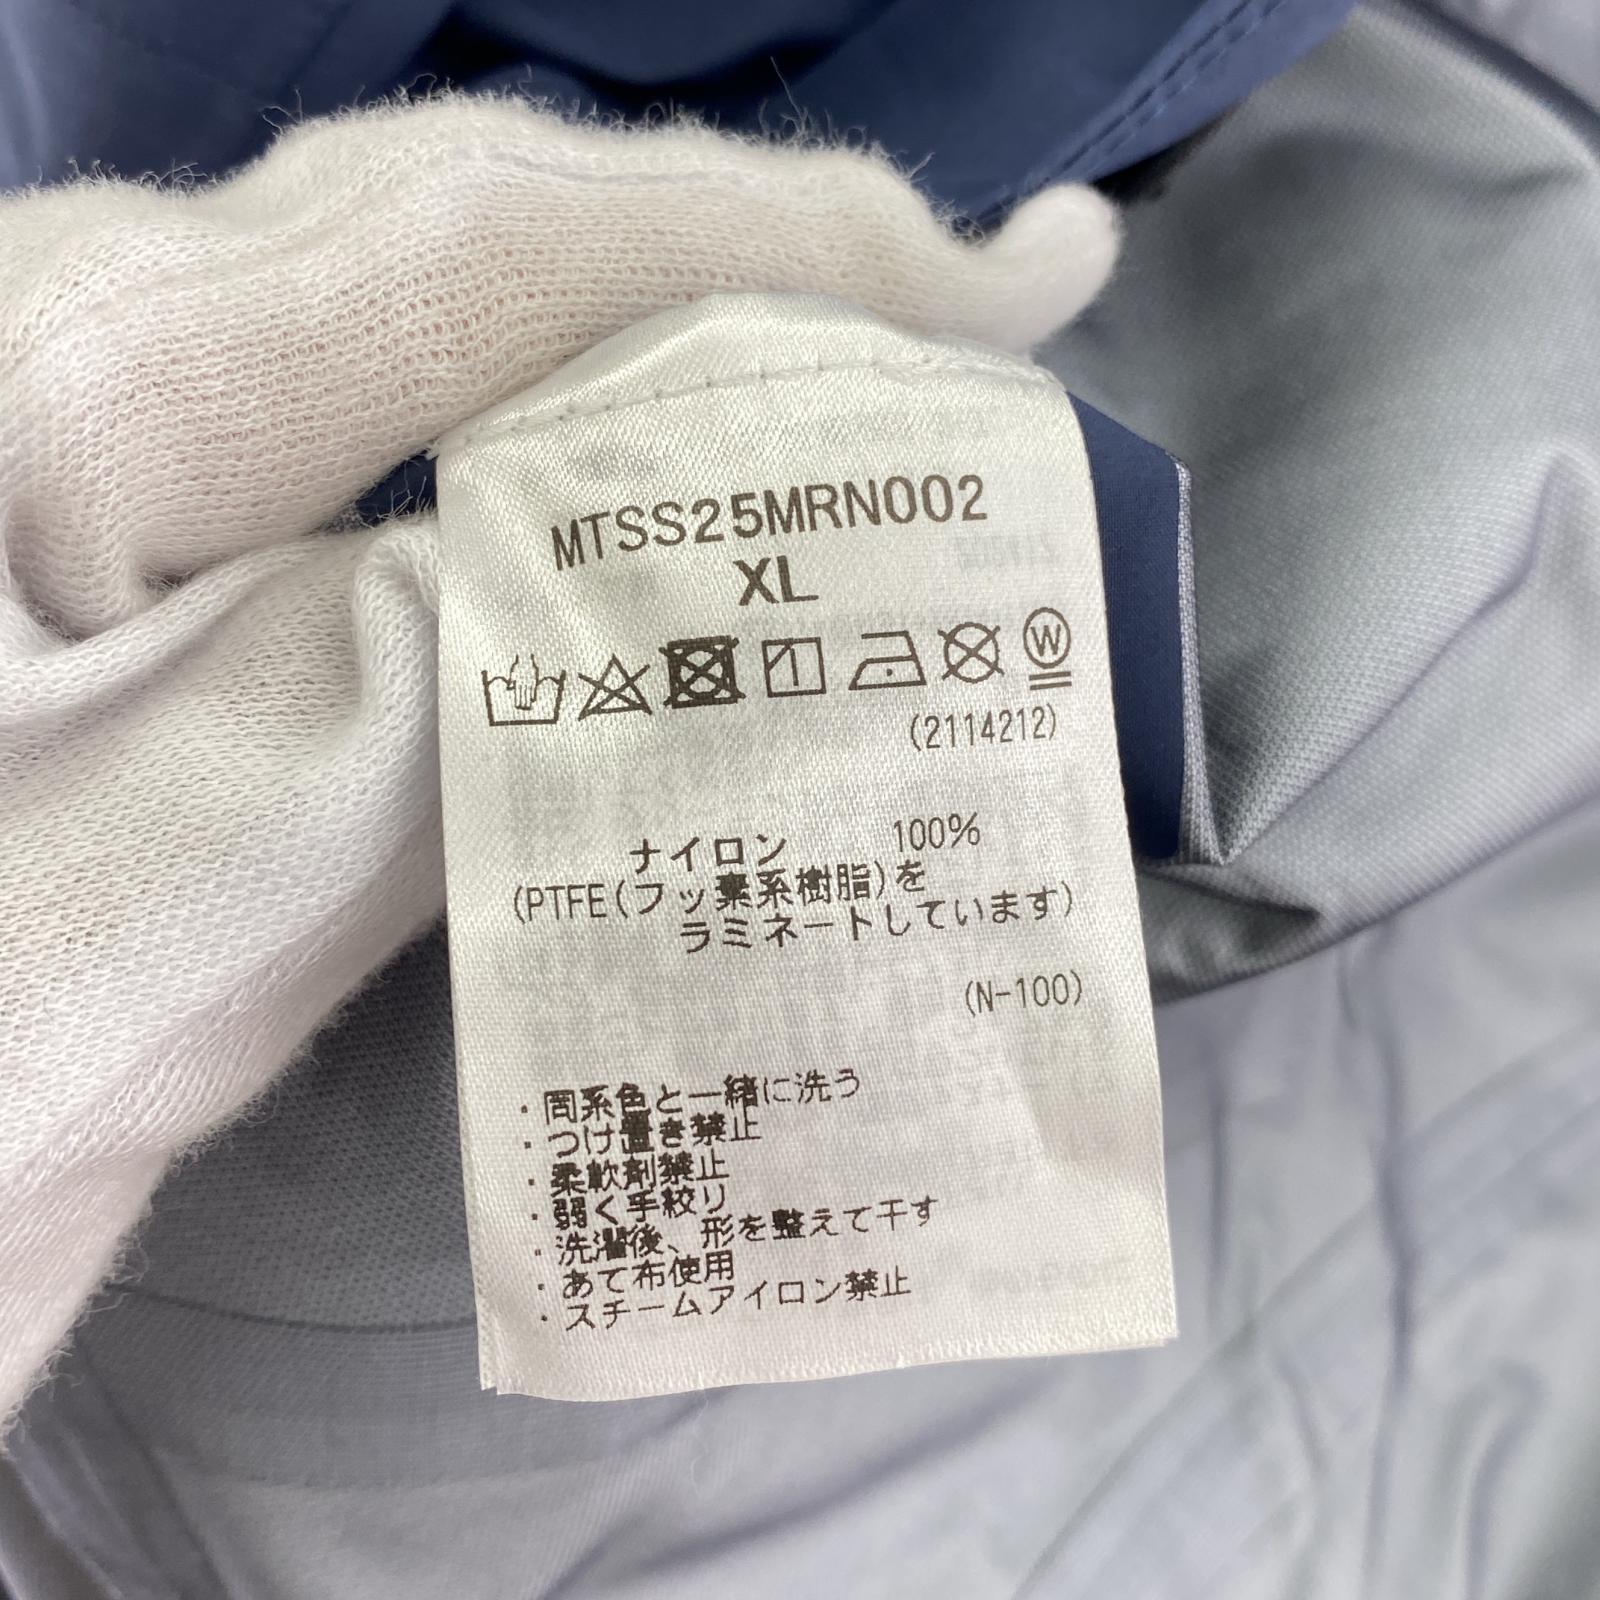 MTSS25MRN002
XL
W
(2114212)
ナイロン 100%
(PTFE(フッ素系樹脂)を
ラミネートしています)
(N-100)
・同系色と一緒に洗う
・つけ置き禁止
・柔軟剤禁止
・弱く手絞り
・洗濯後、形を整えて干す
・あて布使用
・スチームアイロン禁止